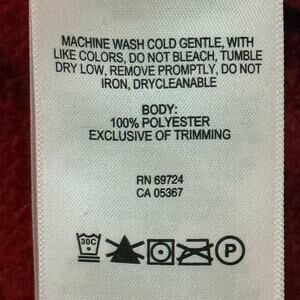 MACHINE WASH COLD GENTLE, WITH
LIKE COLORS, DO NOT BLEACH, TUMBLE
DRY LOW, REMOVE PROMPTLY, DO NOT
IRON, DRYCLEANABLE
BODY:
100% POLYESTER
EXCLUSIVE OF TRIMMING
RN 69724
CA 05367
30C P